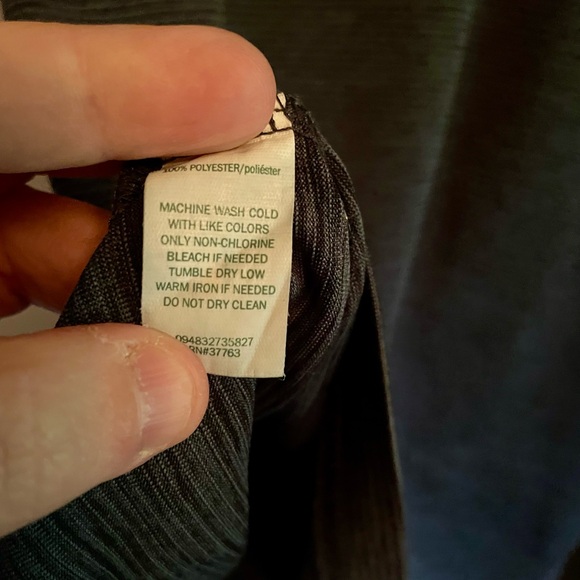 100% POLYESTER/poliéster
MACHINE WASH COLD
WITH LIKE COLORS
ONLY NON-CHLORINE
BLEACH IF NEEDED
TUMBLE DRY LOW
WARM IRON IF NEEDED
DO NOT DRY CLEAN
094832735827
RN#37763